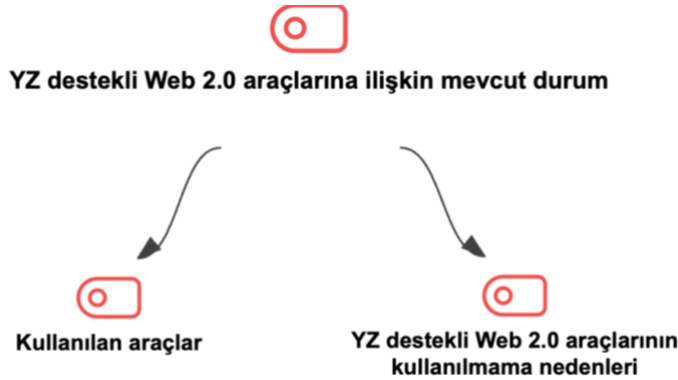 YZ destekli Web 2.0 araçlarına ilişkin mevcut durum
Kullanılan araçlar
YZ destekli Web 2.0 araçlarının
kullanılmama nedenleri